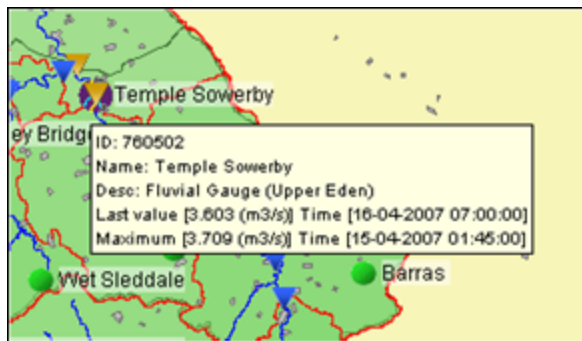 Temple Sowerby
ey Bridg
ID: 760502
Name: Temple Sowerby
Desc: Fluvial Gauge (Upper Eden)
Last value [3.603 (m3/s)] Time [16-04-2007 07:00:00]
Maximum [3.709 (m3/s)] Time [15-04-2007 01:45:00]
Wet Sleddale
Barras